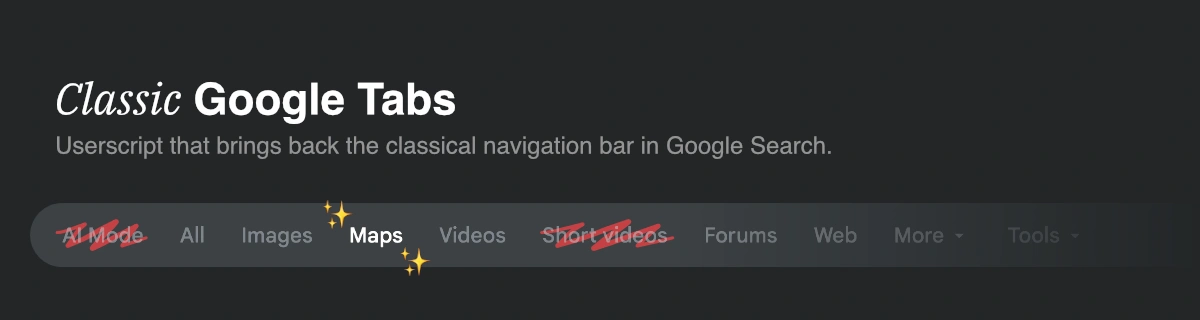 Classic Google Tabs
Userscript that brings back the classical navigation bar in Google Search.
AI Mode All Images Maps Videos Short videos Forums Web More Tools